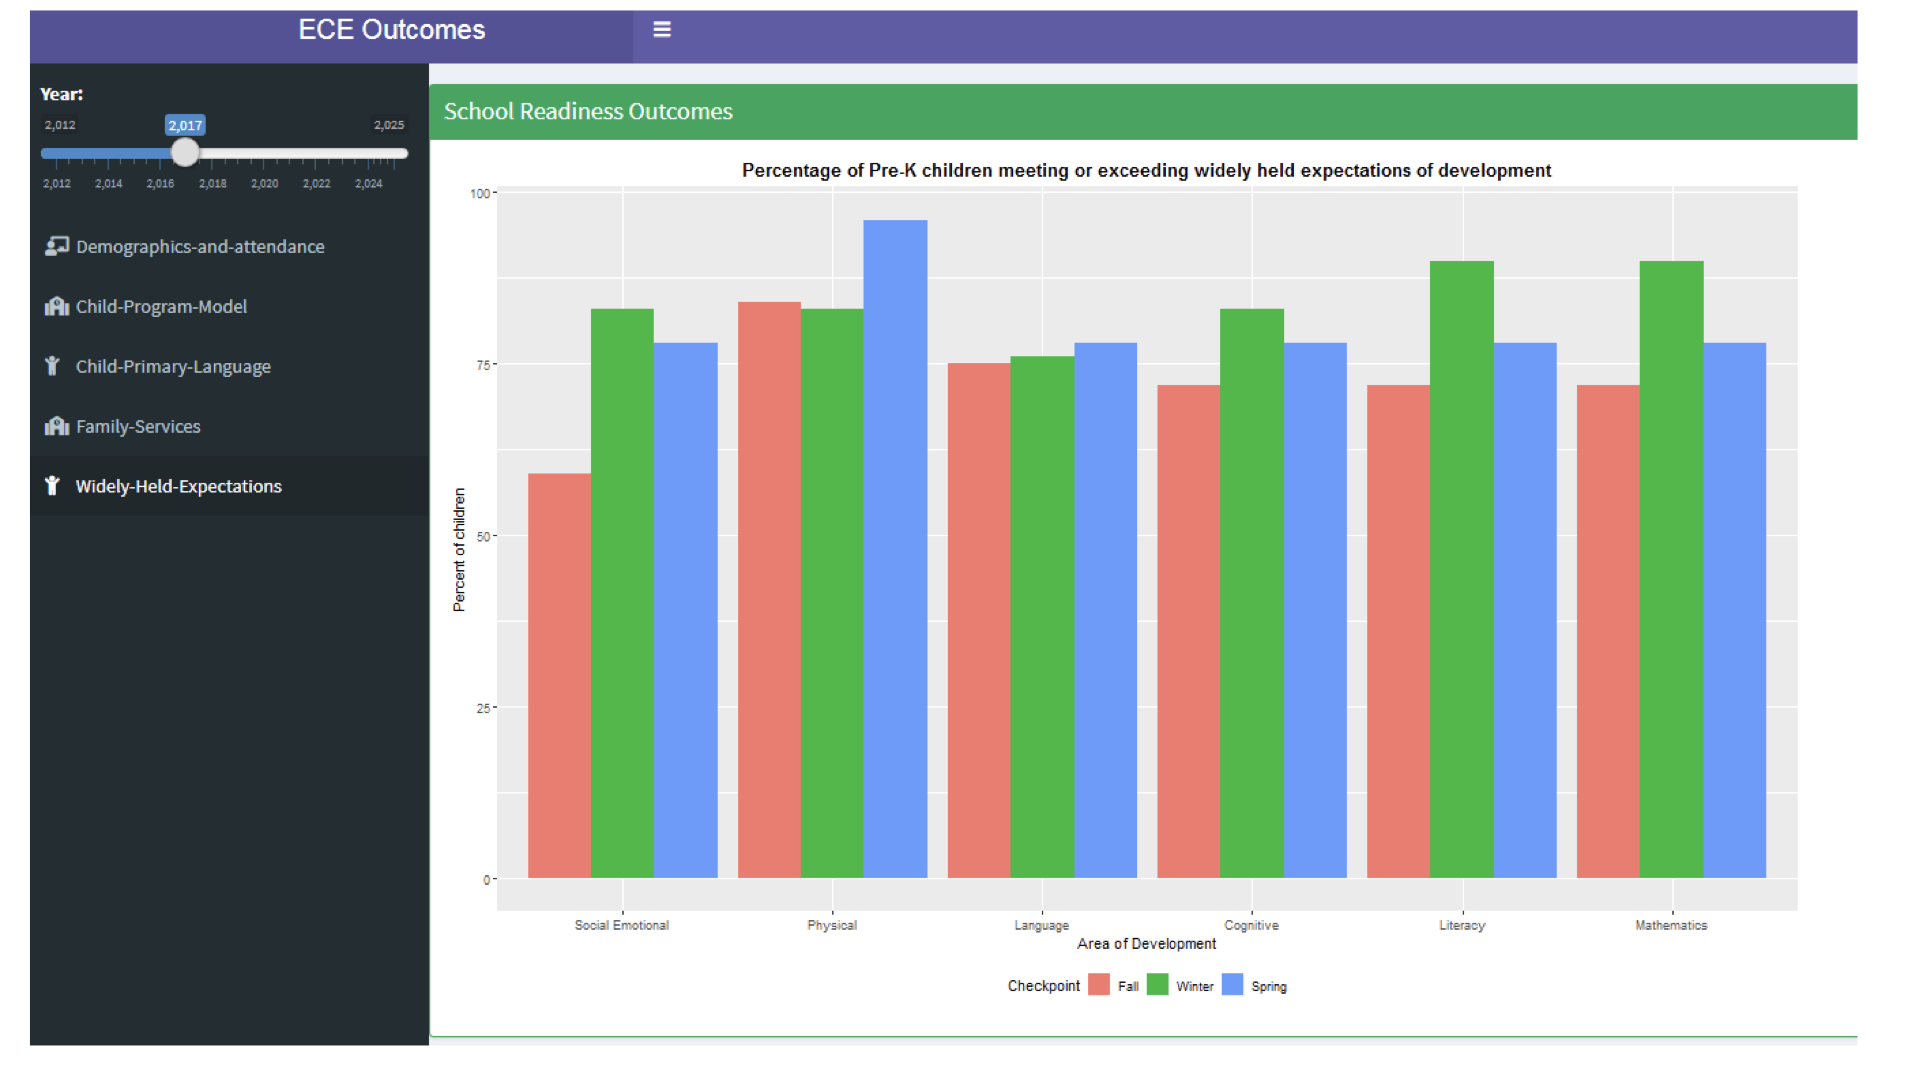 ECE Outcomes
Year:
2,012 2,017 2,025
2,012 2,014 2,016 2,018 2,020 2,022 2,024
Demographics-and-attendance
Child-Program-Model
Child-Primary-Language
Family-Services
Widely-Held-Expectations
School Readiness Outcomes
Percentage of Pre-K children meeting or exceeding widely held expectations of development
100
75
50
25
0
Percent of children
Social Emotional Physical Language Cognitive Literacy Mathematics
Area of Development
Checkpoint Fall Winter Spring